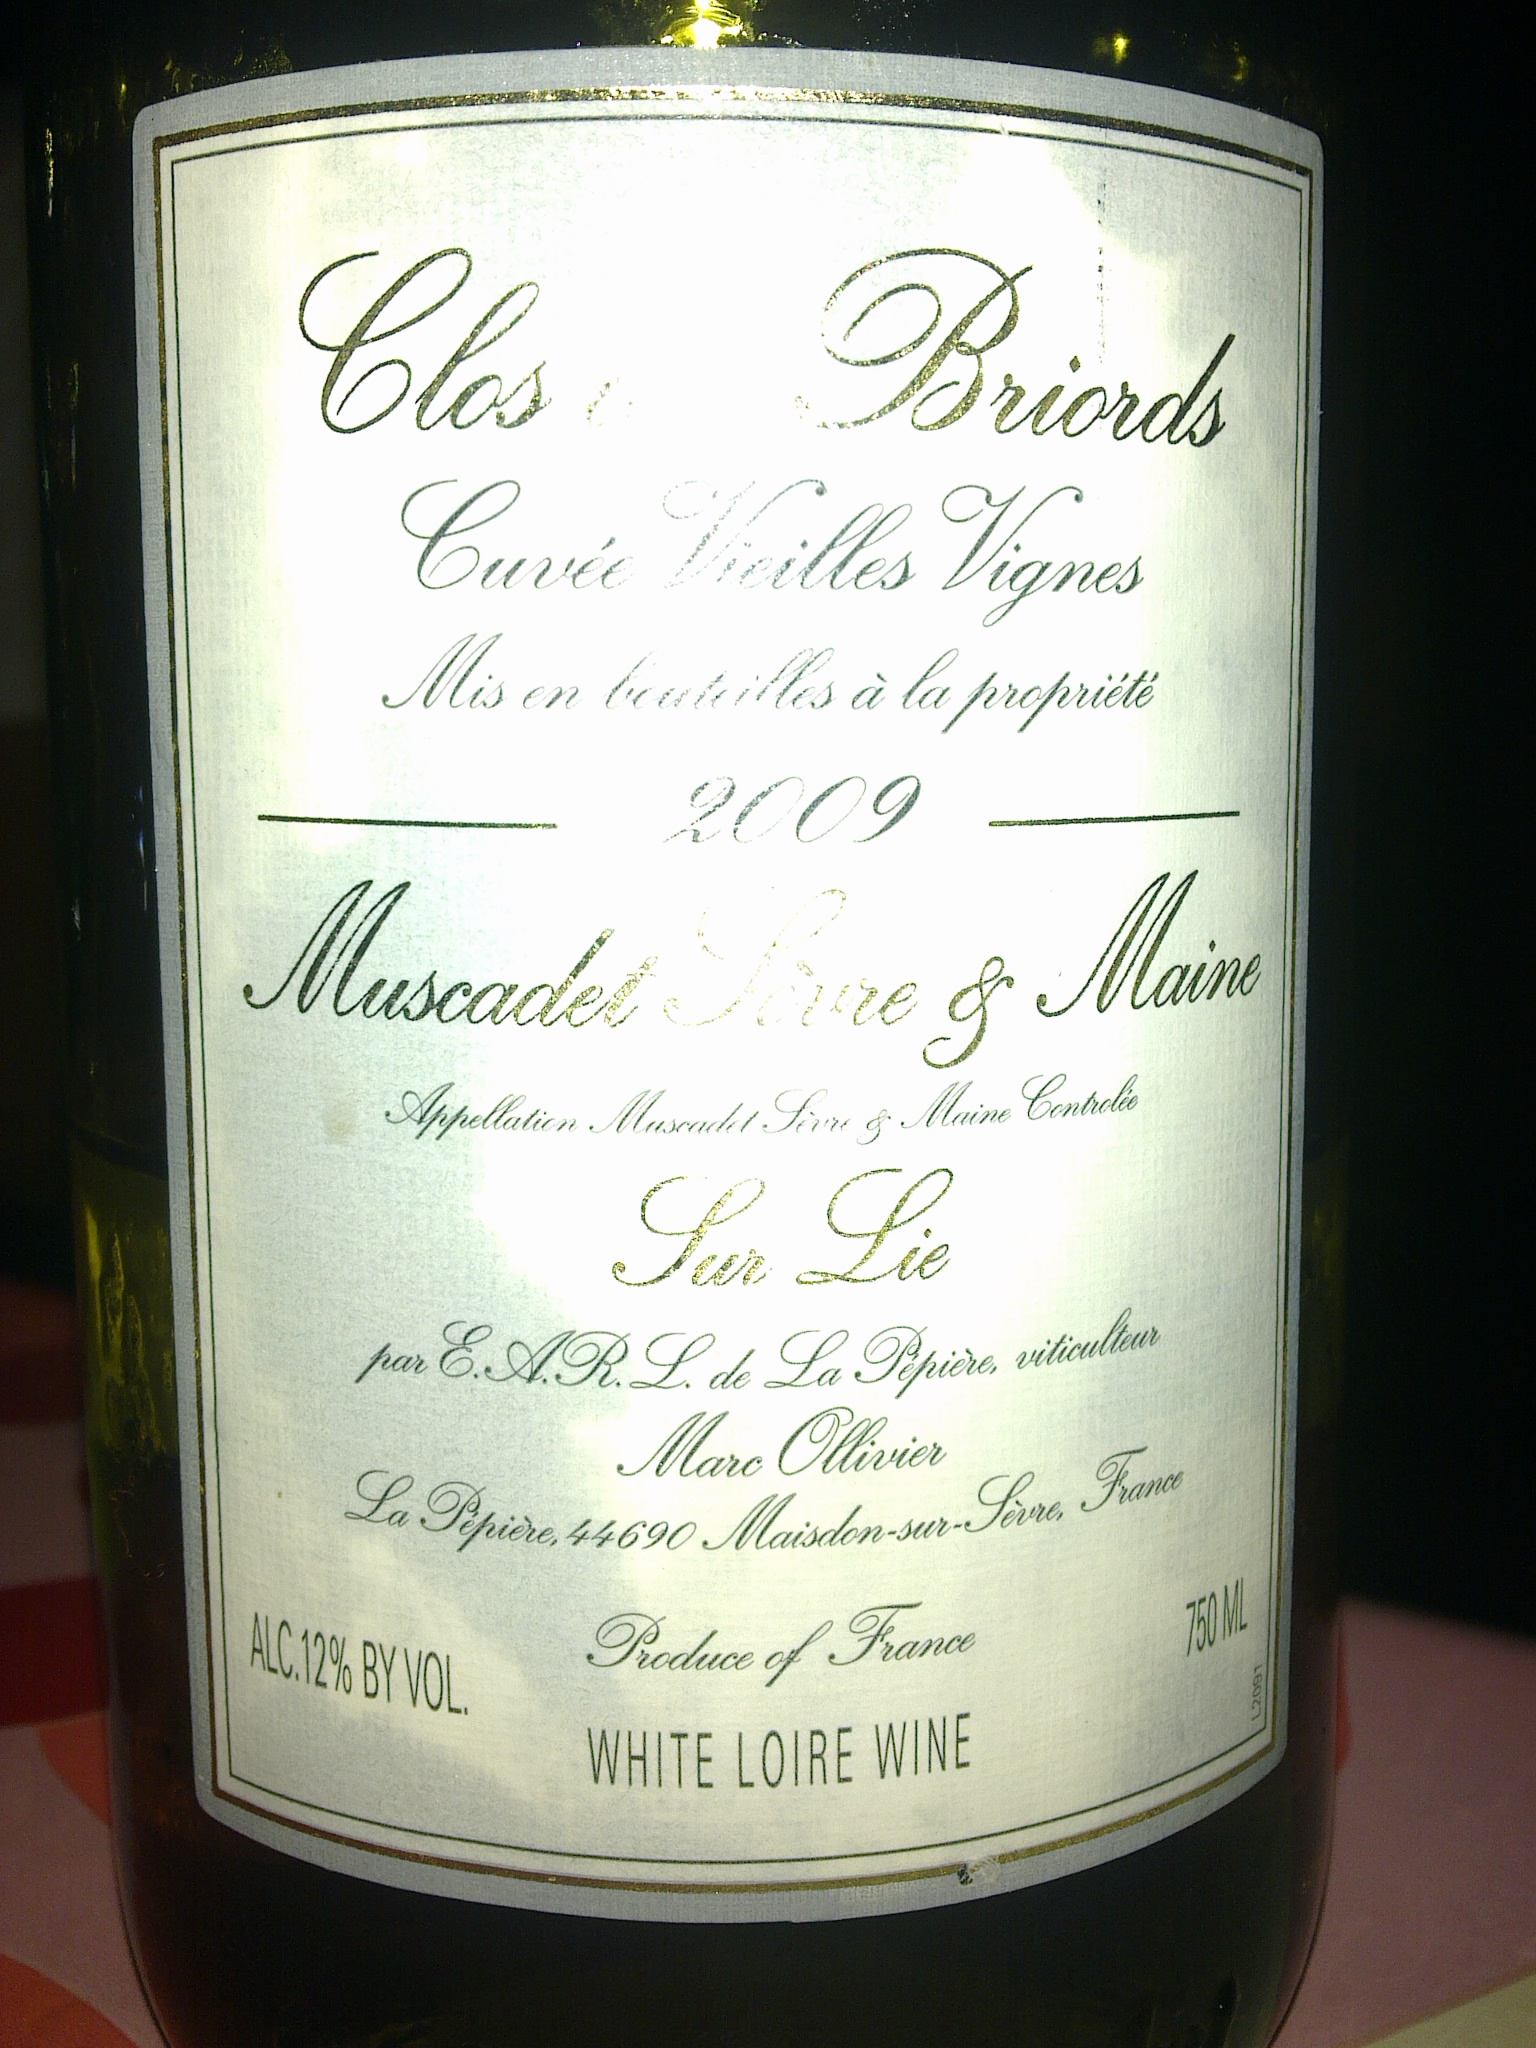 Clos Briords
Cuvée Vieilles Vignes
Mis en bouteilles à la propriété
2009
Muscadet Sèvre & Maine
Appellation Muscadet Sèvre & Maine Controlée
Sur Lie
par E.A.R.L. de La Pépière, viticulteur
Marc Ollivier
La Pépière, 44690 Maisdon-sur-Sèvre, France
ALC.12% BY VOL.
Produce of France
750 ML
L2091
WHITE LOIRE WINE